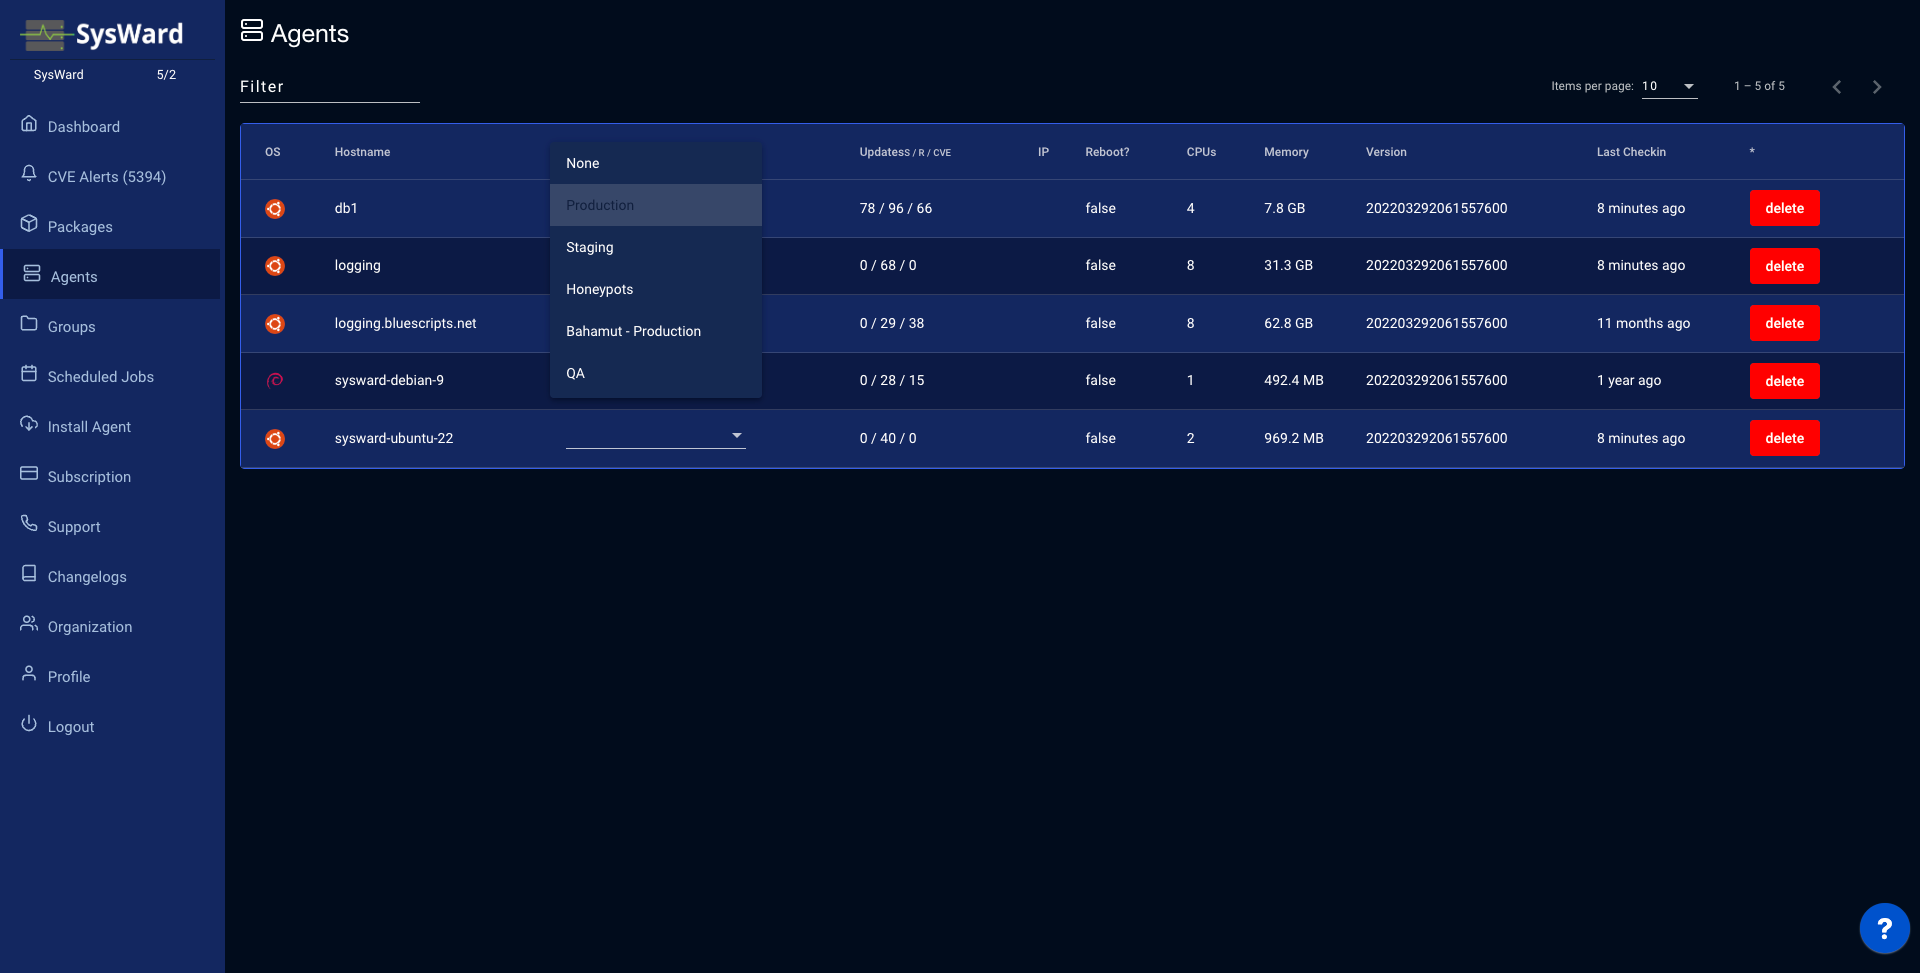 SysWard
SysWard 5/2
Dashboard
CVE Alerts (5394)
Packages
Agents
Groups
Scheduled Jobs
Install Agent
Subscription
Support
Changelogs
Organization
Profile
Logout
Agents
Filter
Items per page: 10 1 – 5 of 5
OS Hostname UpdatesS / R / CVE IP Reboot? CPUs Memory Version Last Checkin *
db1 78 / 96 / 66 false 4 7.8 GB 202203292061557600 8 minutes ago delete
logging 0 / 68 / 0 false 8 31.3 GB 202203292061557600 8 minutes ago delete
logging.bluescripts.net 0 / 29 / 38 false 8 62.8 GB 202203292061557600 11 months ago delete
sysward-debian-9 0 / 28 / 15 false 1 492.4 MB 202203292061557600 1 year ago delete
sysward-ubuntu-22 0 / 40 / 0 false 2 969.2 MB 202203292061557600 8 minutes ago delete
None
Production
Staging
Honeypots
Bahamut - Production
QA
?